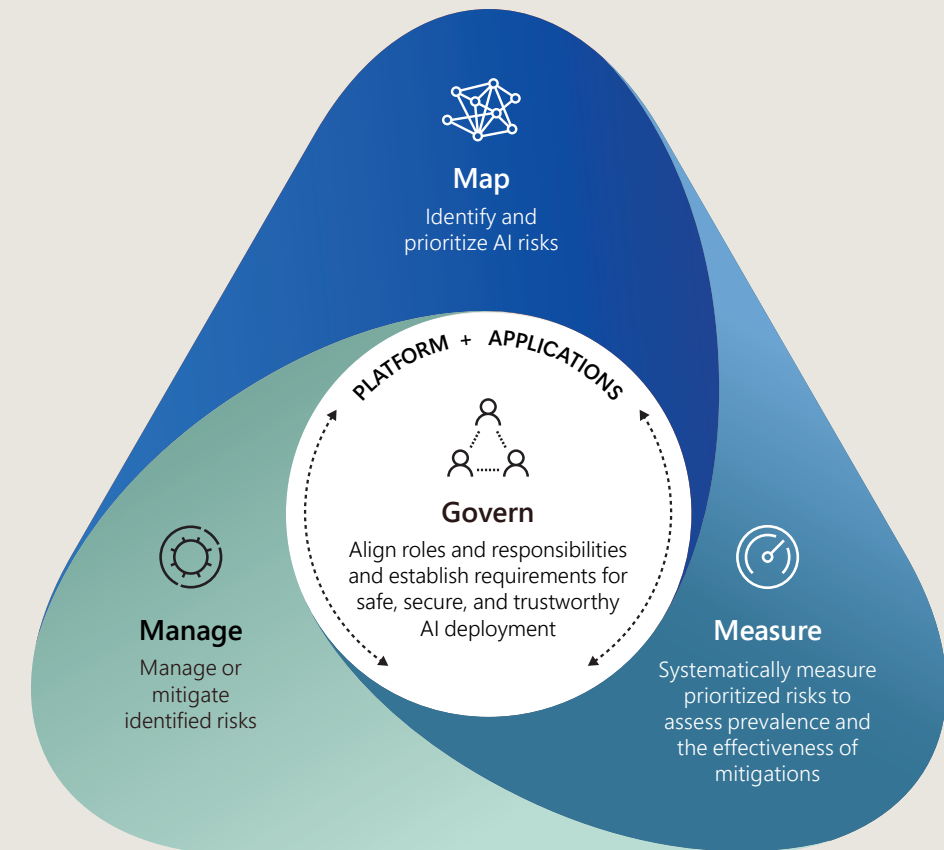 Map
Identify and
prioritize AI risks
PLATFORM + APPLICATIONS
Govern
Align roles and responsibilities
and establish requirements for
safe, secure, and trustworthy
AI deployment
Manage
Manage or
mitigate
identified risks
Measure
Systematically measure
prioritized risks to
assess prevalence and
the effectiveness of
mitigations